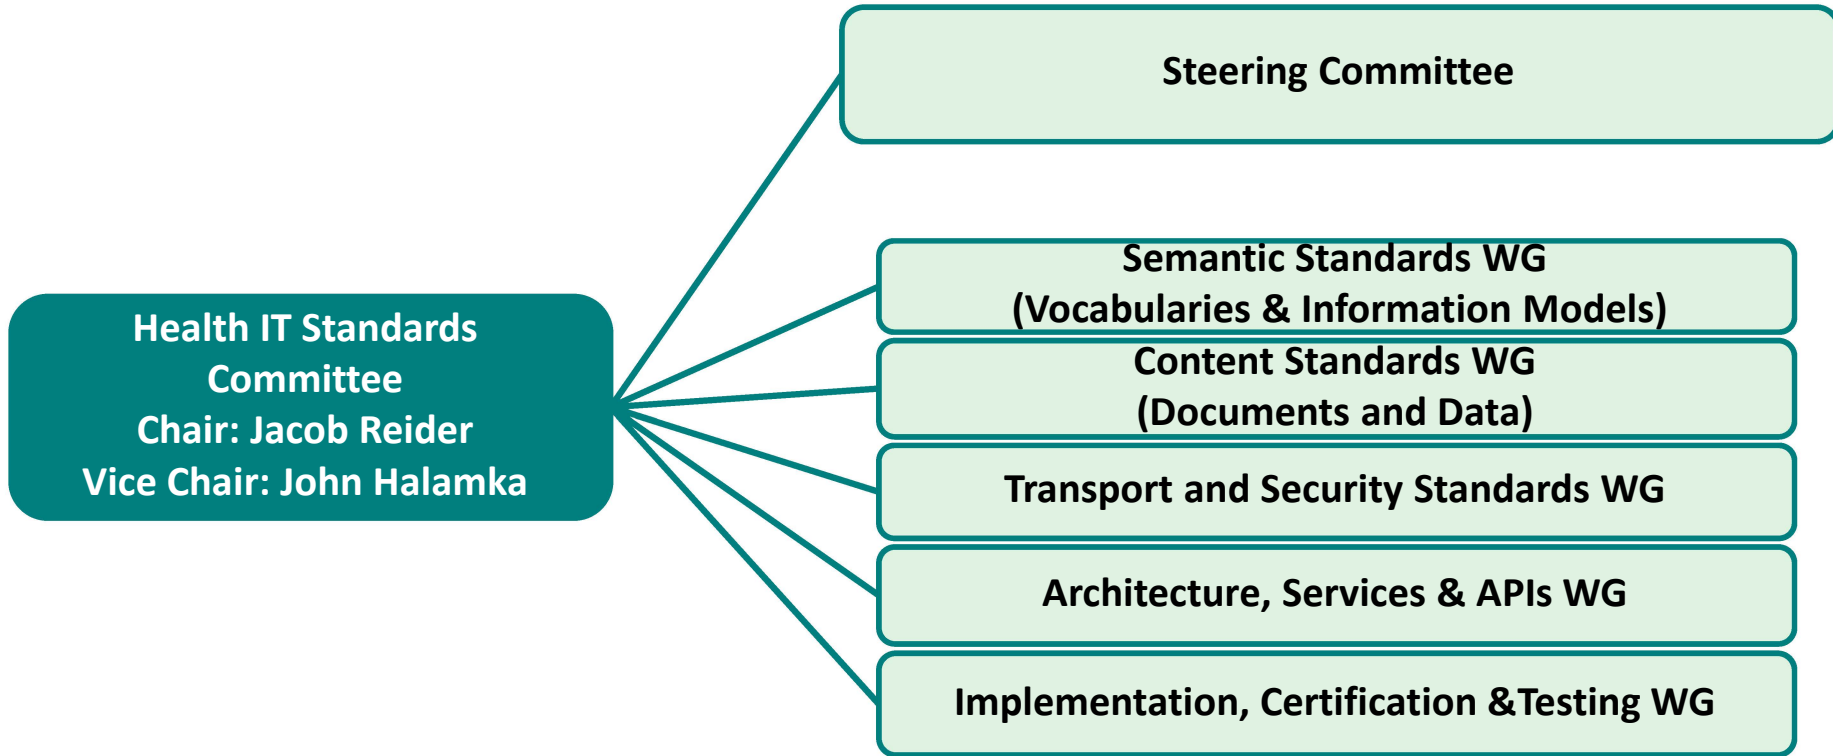 Steering Committee
Health IT Standards
Committee
Chair: Jacob Reider
Vice Chair: John Halamka
Semantic Standards WG
(Vocabularies & Information Models)
Content Standards WG
(Documents and Data)
Transport and Security Standards WG
Architecture, Services & APIs WG
Implementation, Certification &Testing WG